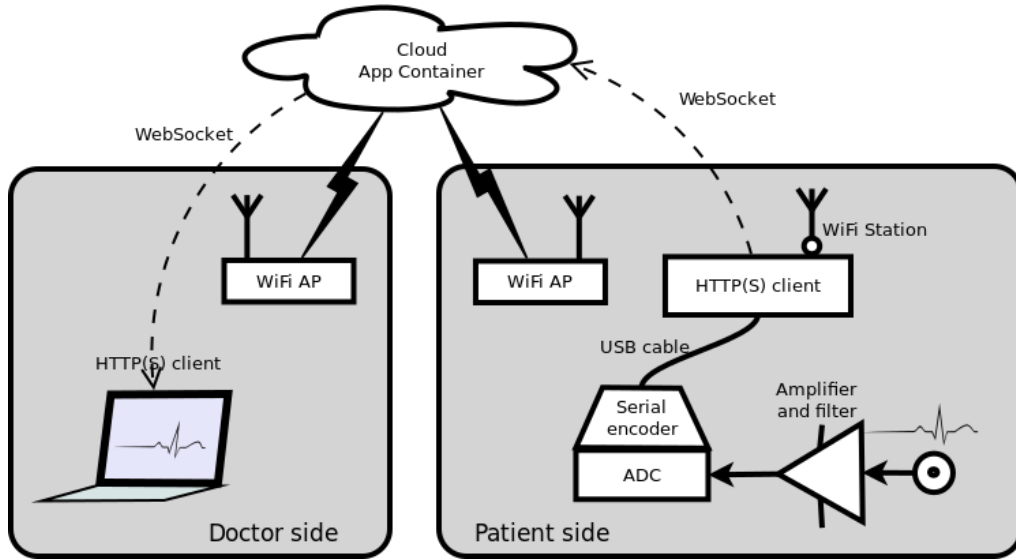 Cloud
App Container
WebSocket
WebSocket
WiFi Station
WiFi AP
WiFi AP
HTTP(S) client
USB cable
HTTP(S) client
Amplifier
and filter
Serial
encoder
ADC
Doctor side
Patient side